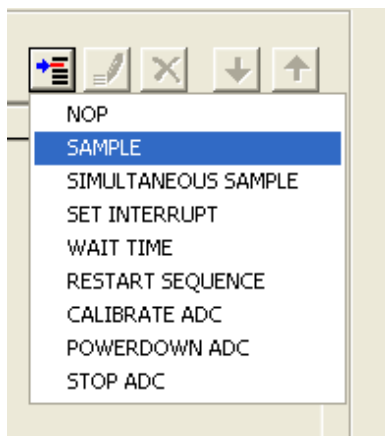 NOP
SAMPLE
SIMULTANEOUS SAMPLE
SET INTERRUPT
WAIT TIME
RESTART SEQUENCE
CALIBRATE ADC
POWERDOWN ADC
STOP ADC